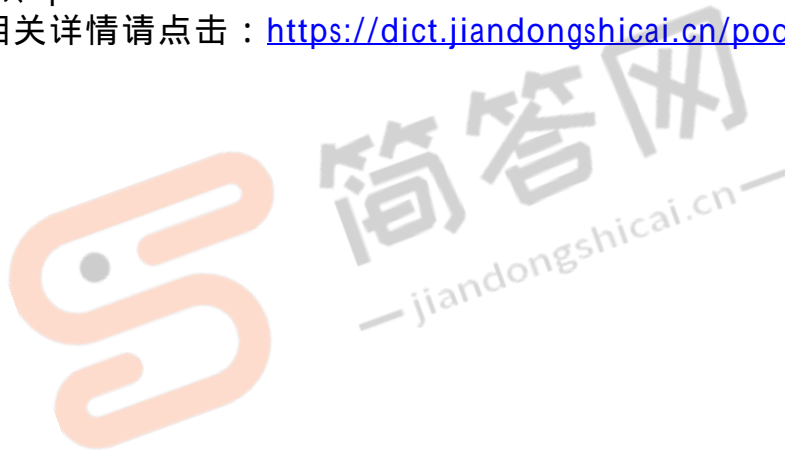 相关详情请点击：https://dict.jiandongshicai.cn/poc
简答网
jiandongshicai.cn